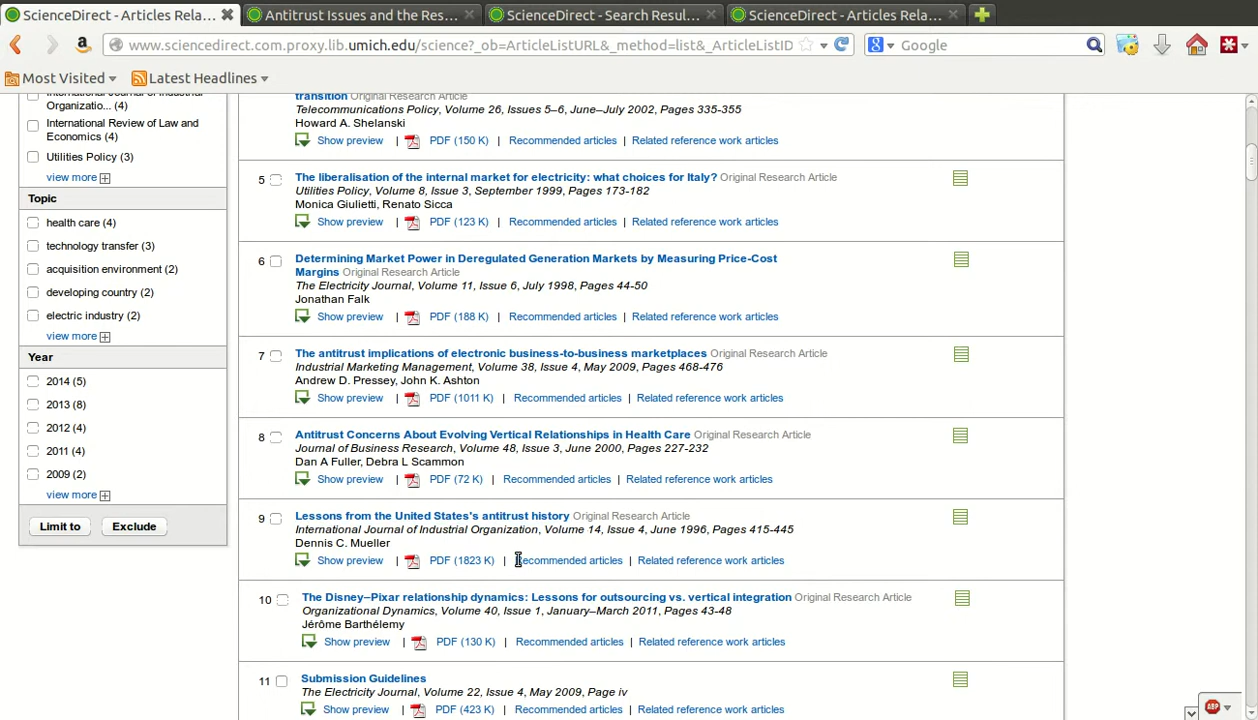 ScienceDirect - Articles Rela...
Antitrust Issues and the Res...
ScienceDirect - Search Resul...
ScienceDirect - Articles Rela...
www.sciencedirect.com.proxy.lib.umich.edu/science?_ob=ArticleListURL&_method=list&_ArticleListID
Google
Most Visited
Latest Headlines
International Journal of Industrial
Organizatio... (4)
International Review of Law and
Economics (4)
Utilities Policy (3)
view more
Topic
health care (4)
technology transfer (3)
acquisition environment (2)
developing country (2)
electric industry (2)
view more
Year
2014 (5)
2013 (8)
2012 (4)
2011 (4)
2009 (2)
view more
Limit to
Exclude
transition Original Research Article
Telecommunications Policy, Volume 26, Issues 5–6, June–July 2002, Pages 335-355
Howard A. Shelanski
Show preview | PDF (150 K) | Recommended articles | Related reference work articles
5 The liberalisation of the internal market for electricity: what choices for Italy? Original Research Article
Utilities Policy, Volume 8, Issue 3, September 1999, Pages 173-182
Monica Giulietti, Renato Sicca
Show preview | PDF (123 K) | Recommended articles | Related reference work articles
6 Determining Market Power in Deregulated Generation Markets by Measuring Price-Cost
Margins Original Research Article
The Electricity Journal, Volume 11, Issue 6, July 1998, Pages 44-50
Jonathan Falk
Show preview | PDF (188 K) | Recommended articles | Related reference work articles
7 The antitrust implications of electronic business-to-business marketplaces Original Research Article
Industrial Marketing Management, Volume 38, Issue 4, May 2009, Pages 468-476
Andrew D. Pressey, John K. Ashton
Show preview | PDF (1011 K) | Recommended articles | Related reference work articles
8 Antitrust Concerns About Evolving Vertical Relationships in Health Care Original Research Article
Journal of Business Research, Volume 48, Issue 3, June 2000, Pages 227-232
Dan A Fuller, Debra L Scammon
Show preview | PDF (72 K) | Recommended articles | Related reference work articles
9 Lessons from the United States's antitrust history Original Research Article
International Journal of Industrial Organization, Volume 14, Issue 4, June 1996, Pages 415-445
Dennis C. Mueller
Show preview | PDF (1823 K) | Recommended articles | Related reference work articles
10 The Disney–Pixar relationship dynamics: Lessons for outsourcing vs. vertical integration Original Research Article
Organizational Dynamics, Volume 40, Issue 1, January–March 2011, Pages 43-48
Jérôme Barthélemy
Show preview | PDF (130 K) | Recommended articles | Related reference work articles
11 Submission Guidelines
The Electricity Journal, Volume 22, Issue 4, May 2009, Page iv
Show preview | PDF (423 K) | Recommended articles | Related reference work articles
ABP